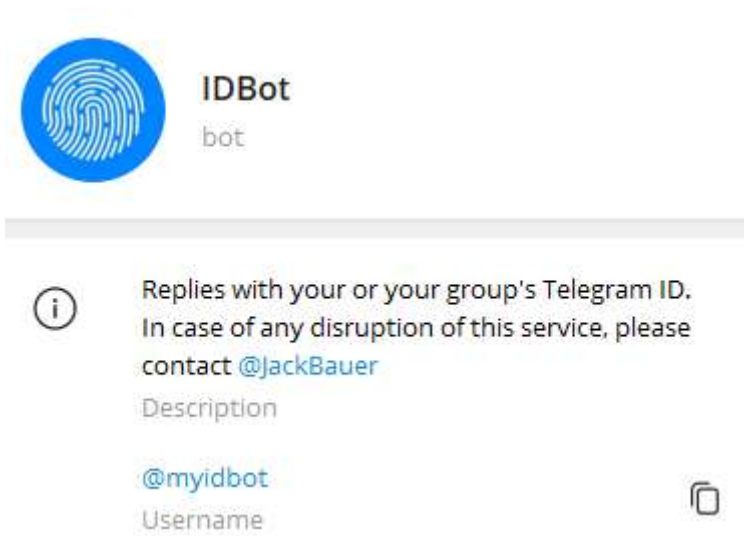 IDBot
bot
Replies with your or your group's Telegram ID.
In case of any disruption of this service, please
contact @JackBauer
Description
@myidbot
Username